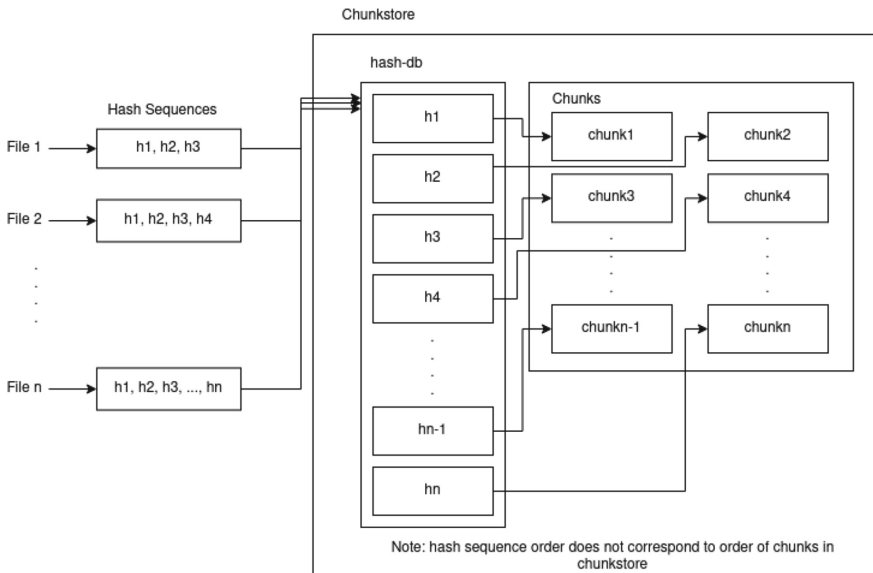 Chunkstore
hash-db
Hash Sequences
Chunks
File 1
h1, h2, h3
h1
chunk1
chunk2
h2
File 2
h1, h2, h3, h4
chunk3
chunk4
h3
h4
chunkn-1
chunkn
File n
h1, h2, h3, ..., hn
hn-1
hn
Note: hash sequence order does not correspond to order of chunks in
chunkstore